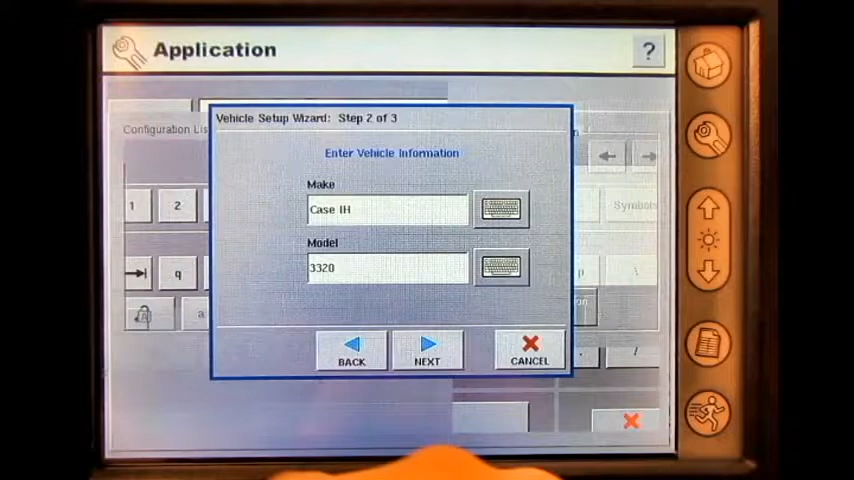 Application
?
Vehicle Setup Wizard: Step 2 of 3
Configuration Lis
n
Enter Vehicle Information
Make
1
2
Case IH
Symbols
Model
q
3320
p
\
A
a
on
BACK
NEXT
CANCEL
.
/